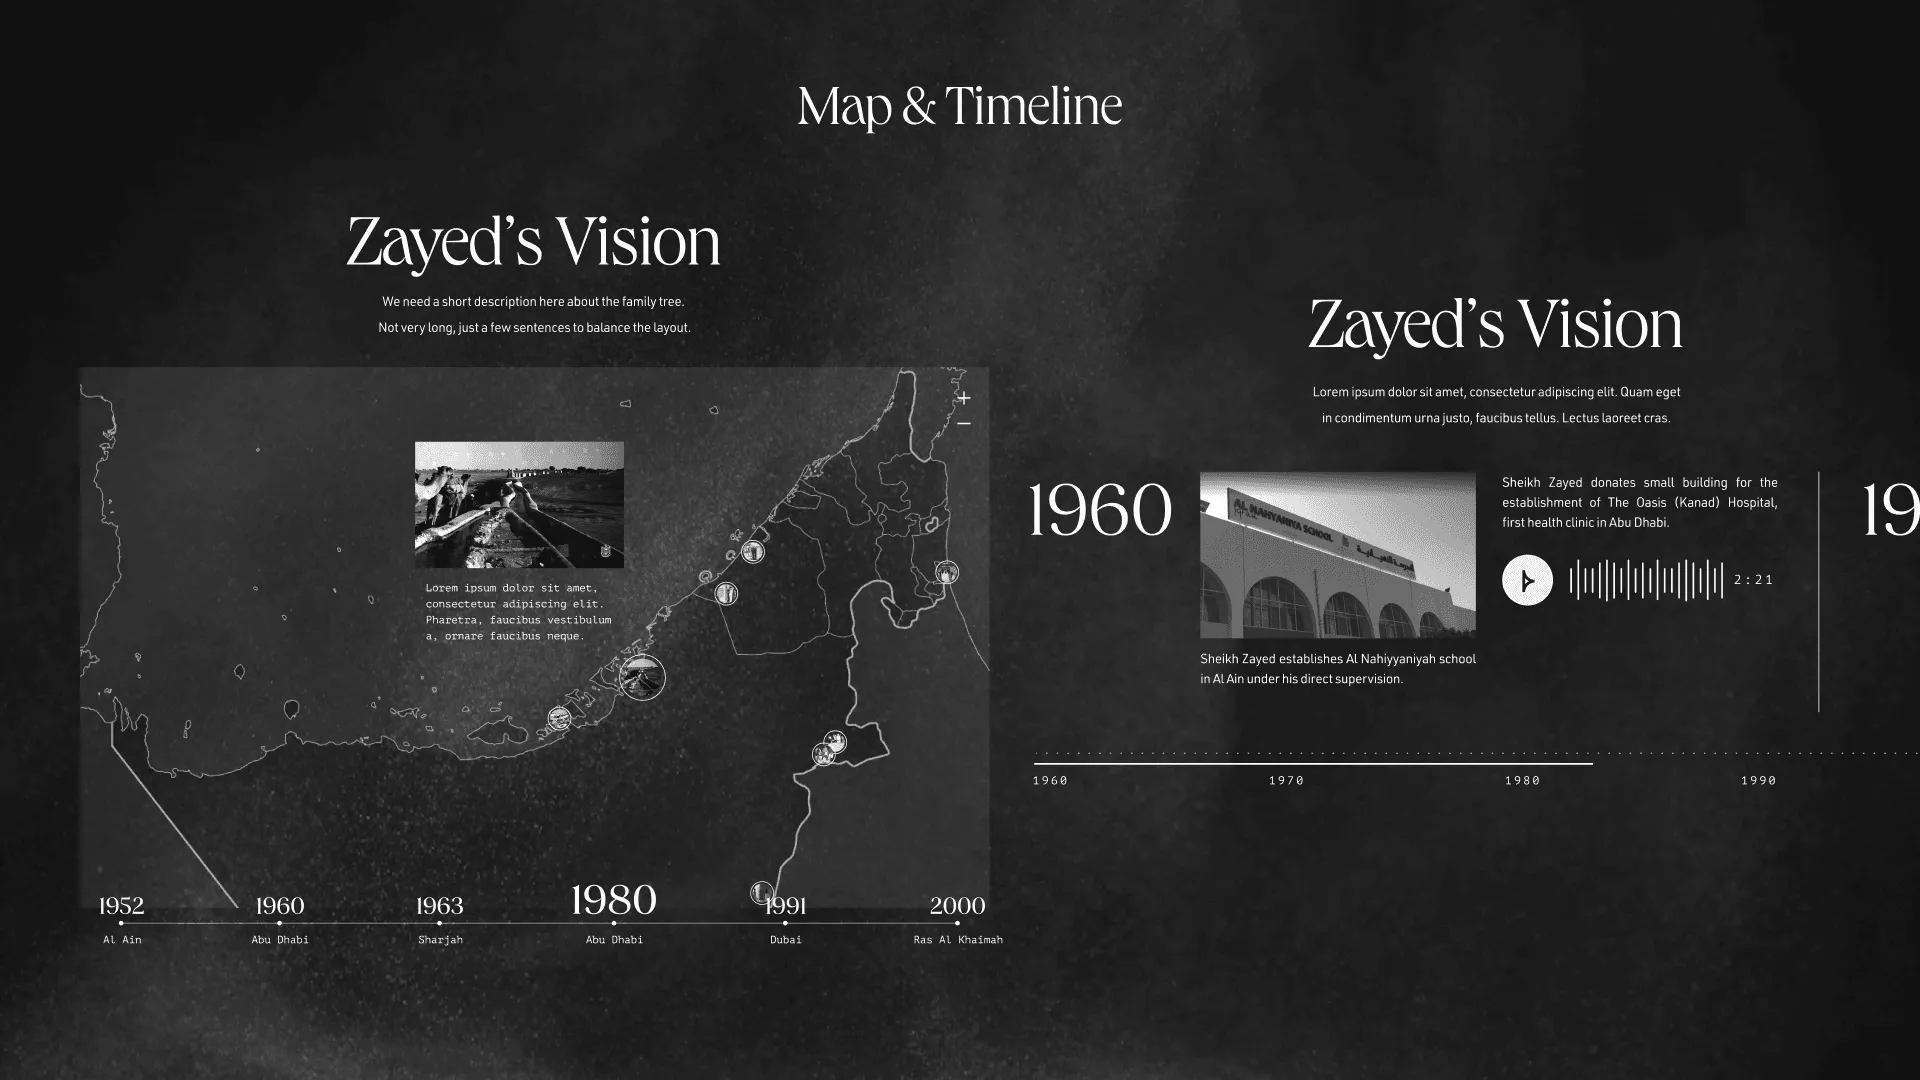 Map & Timeline
Zayed’s Vision
We need a short description here about the family tree.
Not very long, just a few sentences to balance the layout.
Lorem ipsum dolor sit amet,
consectetur adipiscing elit.
Pharetra, faucibus vestibulum
a, ornare faucibus neque.
1952
1960
1963
1980
1991
2000
Al Ain
Abu Dhabi
Sharjah
Abu Dhabi
Dubai
Ras Al Khaimah
Zayed’s Vision
Lorem ipsum dolor sit amet, consectetur adipiscing elit. Quam eget
in condimentum urna justo, faucibus tellus. Lectus laoreet cras.
1960
AL NAHYANIYA SCHOOL
Sheikh Zayed establishes Al Nahiyyaniyah school
in Al Ain under his direct supervision.
Sheikh Zayed donates small building for the
establishment of The Oasis (Kanad) Hospital,
first health clinic in Abu Dhabi.
2:21
19
1960
1970
1980
1990